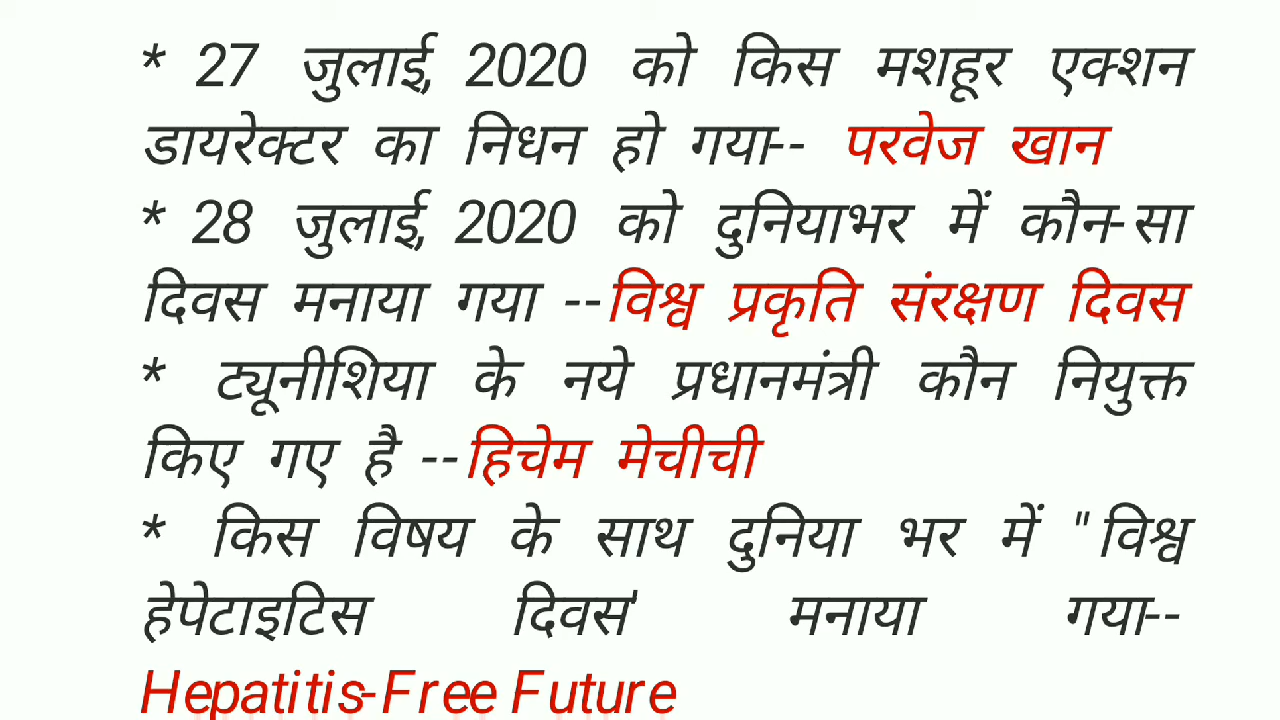 * 27 जुलाई, 2020 को किस मशहूर एक्शन
डायरेक्टर का निधन हो गया-- परवेज खान
* 28 जुलाई, 2020 को दुनियाभर में कौन-सा
दिवस मनाया गया --विश्व प्रकृति संरक्षण दिवस
* ट्यूनीशिया के नये प्रधानमंत्री कौन नियुक्त
किए गए है --हिचेम मेचीची
* किस विषय के साथ दुनिया भर में "विश्व
हेपेटाइटिस दिवस' मनाया गया--
Hepatitis-Free Future